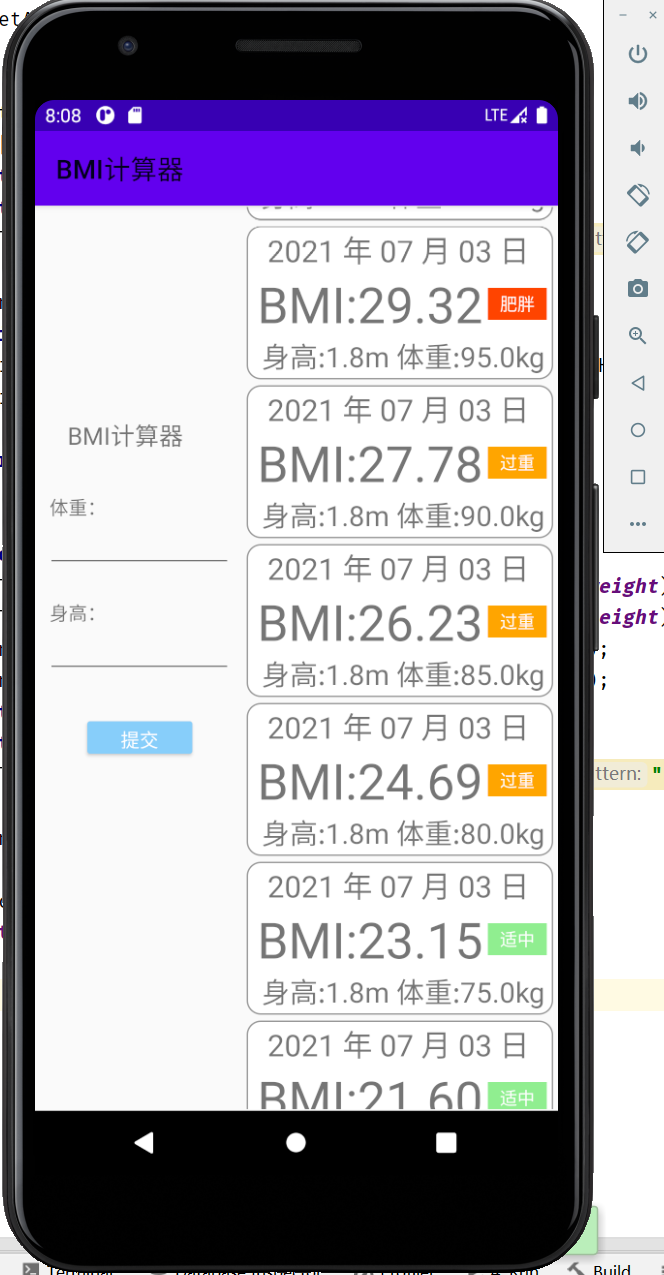 8:08 LTE
BMI计算器
2021 年 07 月 03 日
BMI:29.32 肥胖
身高:1.8m 体重:95.0kg
2021 年 07 月 03 日
BMI:27.78 过重
身高:1.8m 体重:90.0kg
BMI计算器
体重:
身高:
提交
2021 年 07 月 03 日
BMI:26.23 过重
身高:1.8m 体重:85.0kg
2021 年 07 月 03 日
BMI:24.69 过重
身高:1.8m 体重:80.0kg
2021 年 07 月 03 日
BMI:23.15 适中
身高:1.8m 体重:75.0kg
2021 年 07 月 03 日
BMI:21.60 适中
eight)
eight)
;
);
ttern: "
Build